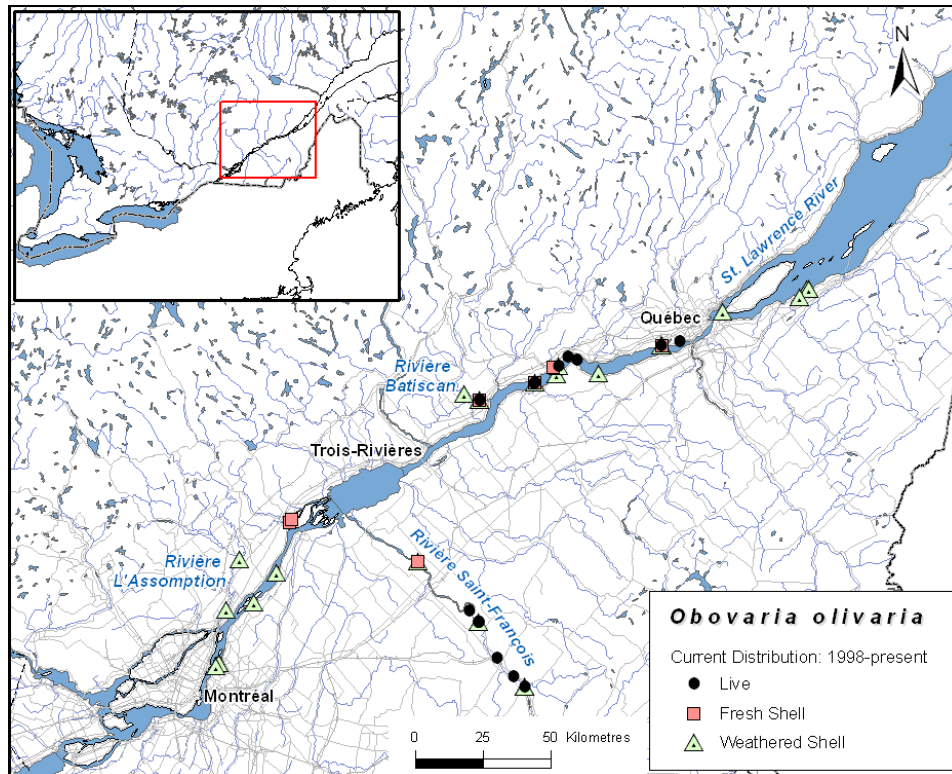 N
St. Lawrence River
Québec
Rivière
Batiscan
Trois-Rivières
Rivière
L'Assomption
Rivière Saint-François
Montréal
0 25 50 Kilometres
Obovaria olivaria
Current Distribution: 1998-present
Live
Fresh Shell
Weathered Shell